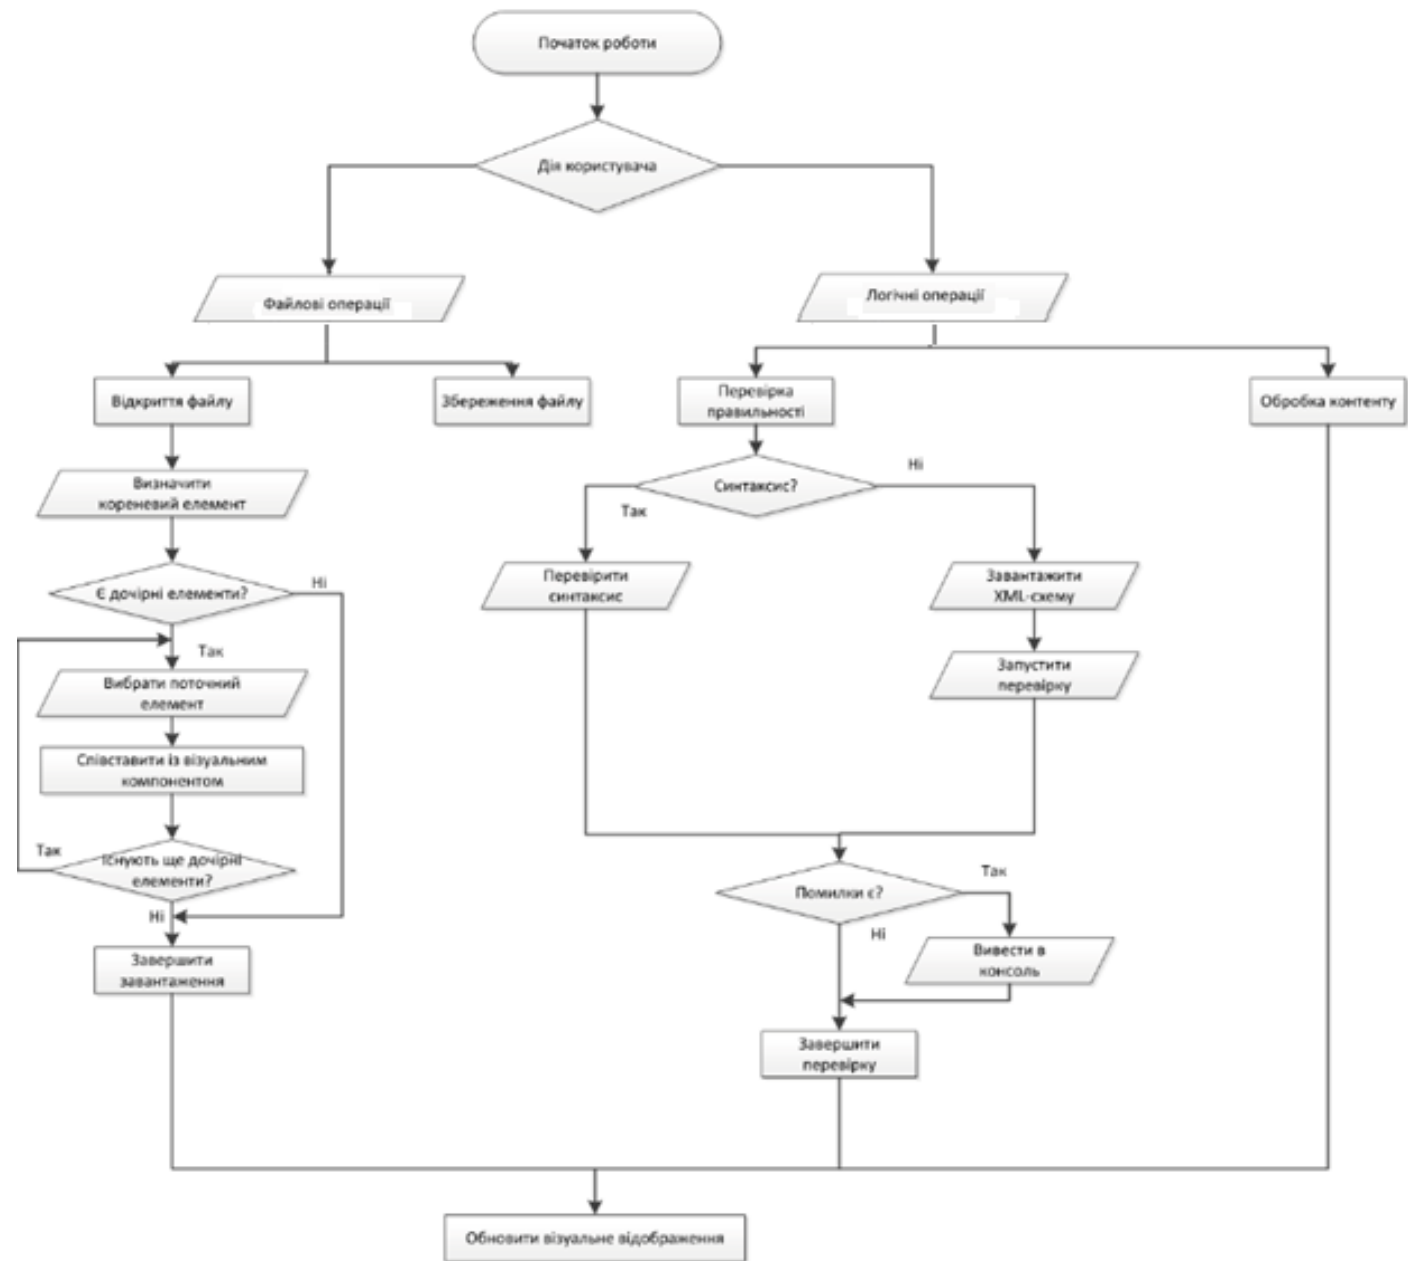 Початок роботи
Дія користувача
Файлові операції
Логічні операції
Відкриття файлу
Збереження файлу
Перевірка
правильності
Обробка контенту
Визначити
кореневий елемент
Синтаксис?
Ні
Так
Є дочірні елементи?
Ні
Перевірити
синтаксис
Завантажити
XML-схему
Так
Вибрати поточний
елемент
Запустити
перевірку
Співставити із візуальним
компонентом
Так
Існують ще дочірні
елементи?
Ні
Помилки є?
Так
Ні
Вивести в
консоль
Завершити
завантаження
Завершити
перевірку
Обновити візуальне відображення